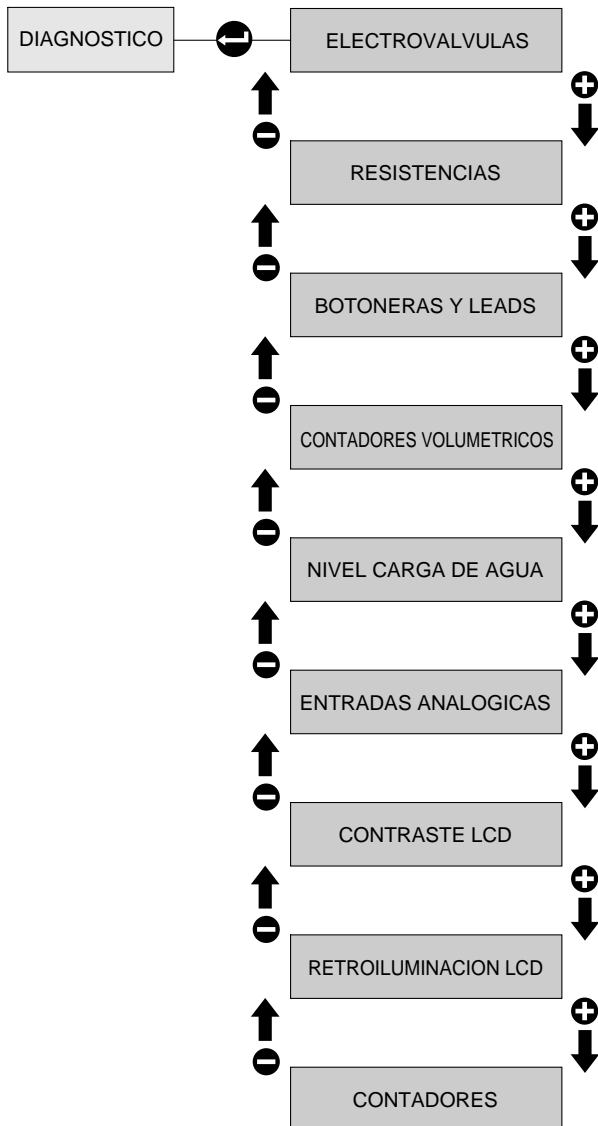 DIAGNOSTICO
ELECTROVALVULAS
RESISTENCIAS
BOTONERAS Y LEADS
CONTADORES VOLUMETRICOS
NIVEL CARGA DE AGUA
ENTRADAS ANALOGICAS
CONTRASTE LCD
RETROILUMINACION LCD
CONTADORES